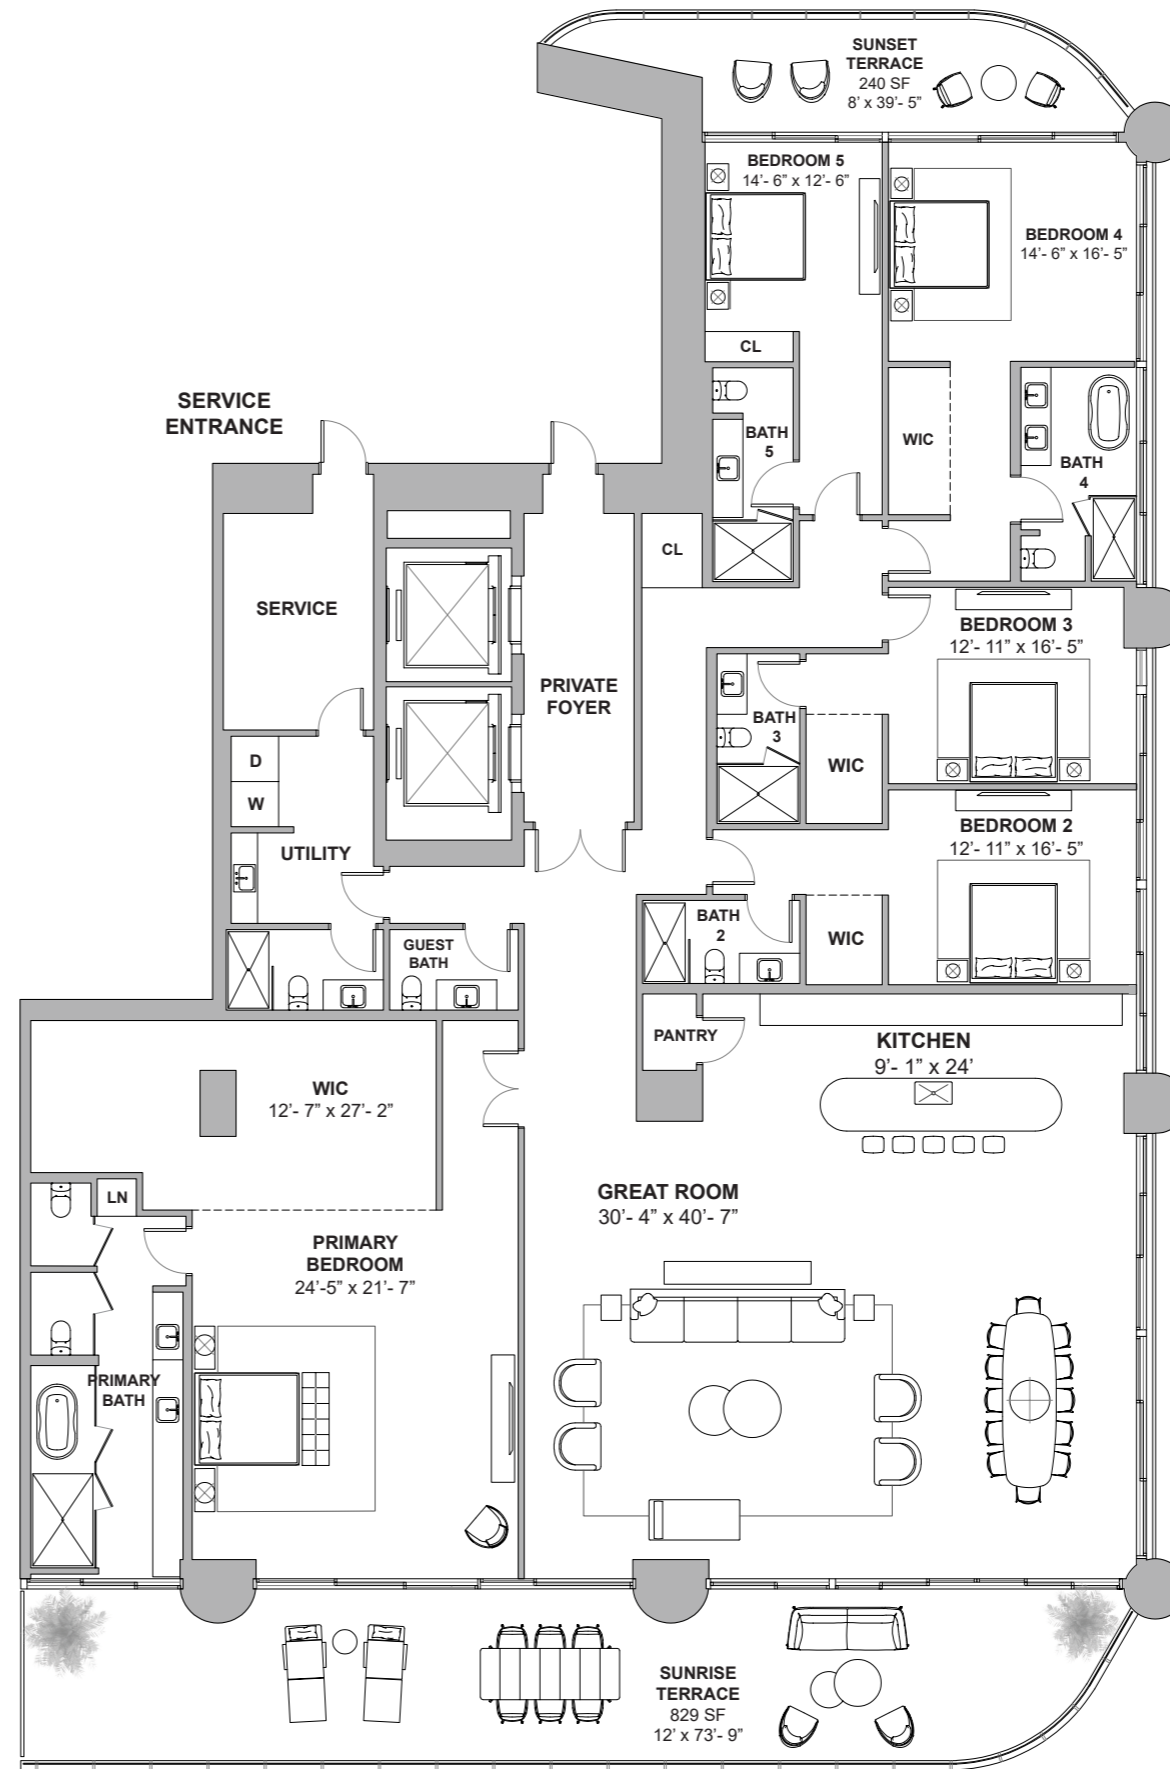 SUNSET
TERRACE
240 SF
8' x 39'- 5"
BEDROOM 5
14'- 6" x 12'- 6"
BEDROOM 4
14'- 6" x 16'- 5"
CL
SERVICE
ENTRANCE
BATH
5
WIC
BATH
4
CL
SERVICE
BEDROOM 3
12'- 11" x 16'- 5"
PRIVATE
FOYER
BATH
3
D
WIC
W
BEDROOM 2
12'- 11" x 16'- 5"
UTILITY
BATH
2
GUEST
BATH
WIC
PANTRY
KITCHEN
9'- 1" x 24'
WIC
12'- 7" x 27'- 2"
LN
GREAT ROOM
30'- 4" x 40'- 7"
PRIMARY
BEDROOM
24'-5" x 21'- 7"
PRIMARY
BATH
SUNRISE
TERRACE
829 SF
12' x 73'- 9"